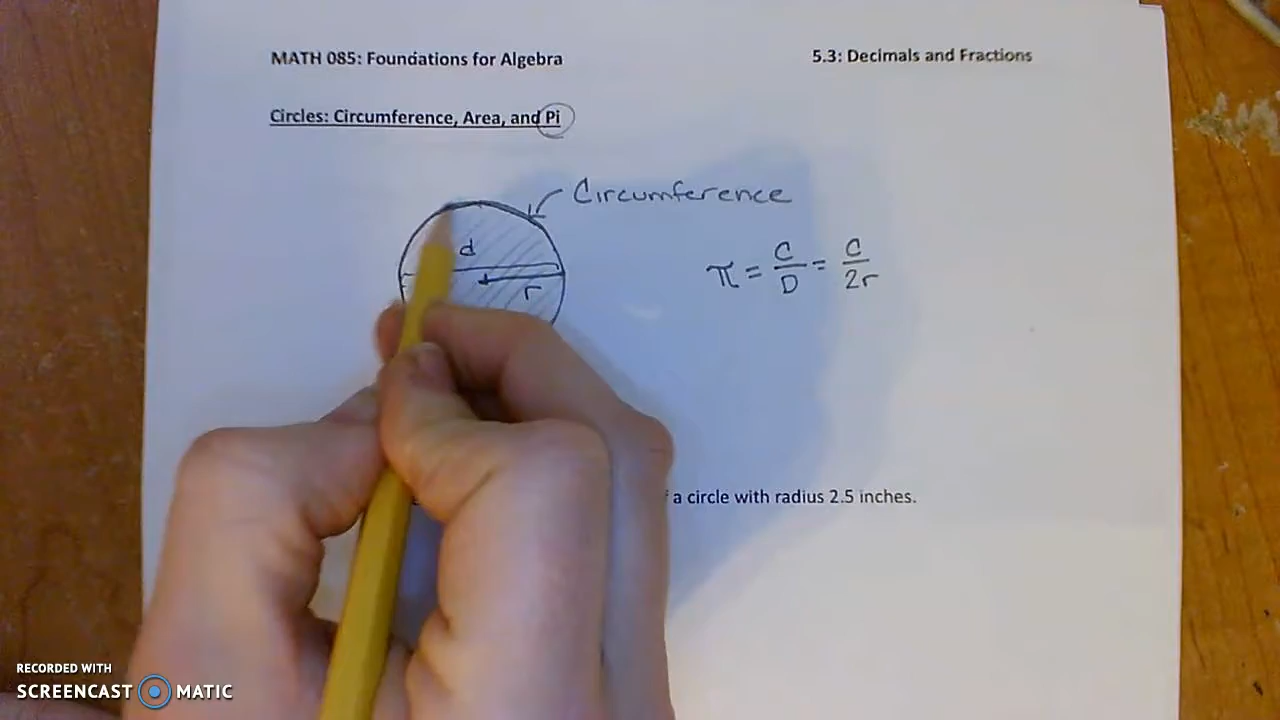 MATH 085: Foundations for Algebra 5.3: Decimals and Fractions
Circles: Circumference, Area, and Pi
Circumference
d
r
π = C/D = C/2r
a circle with radius 2.5 inches.
RECORDED WITH
SCREENCAST MATIC